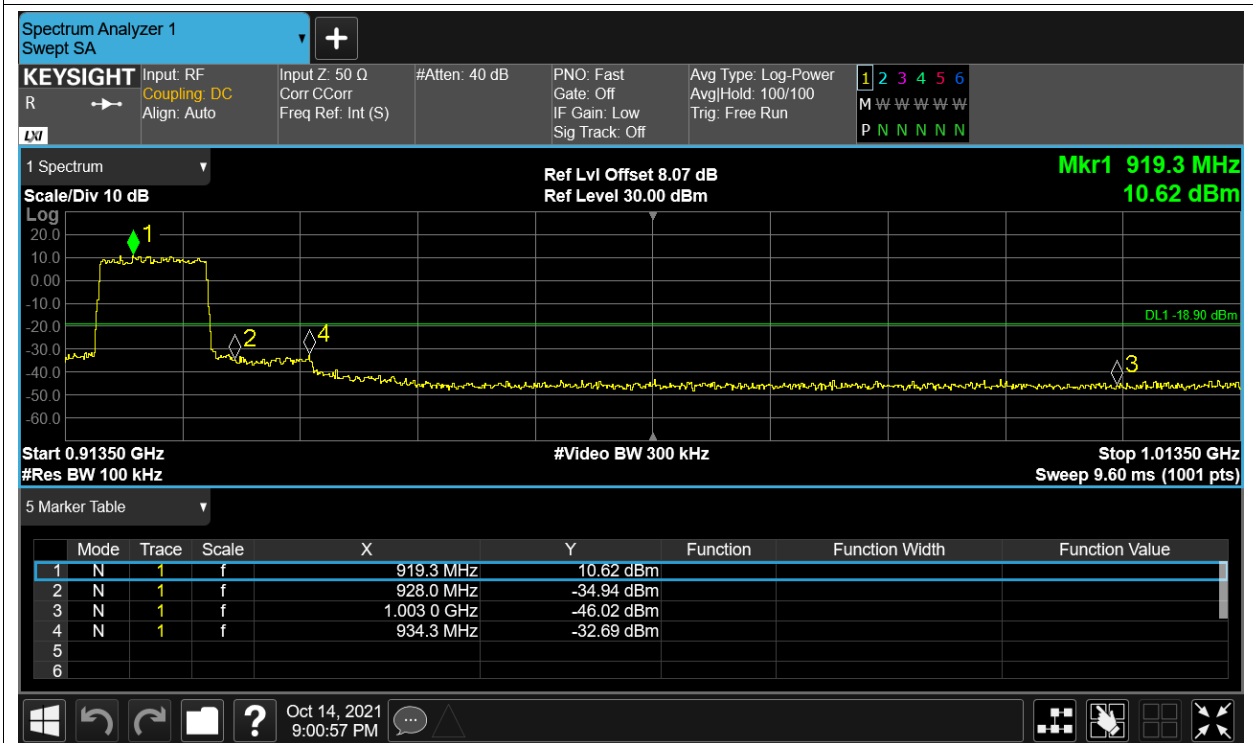 Spectrum Analyzer 1
Swept SA
+
KEYSIGHT Input: RF Input Z: 50 Ω #Atten: 40 dB PNO: Fast Avg Type: Log-Power 1 2 3 4 5 6
R Coupling: DC Corr CCorr Gate: Off Avg|Hold: 100/100 M W W W W W
Align: Auto Freq Ref: Int (S) IF Gain: Low Trig: Free Run
LXI Sig Track: Off P N N N N N
1 Spectrum Ref Lvl Offset 8.07 dB Mkr1 919.3 MHz
Scale/Div 10 dB Ref Level 30.00 dBm 10.62 dBm
Log
20.0
1
10.0
0.00
-10.0
DL1 -18.90 dBm
-20.0
2 4
-30.0
3
-40.0
-50.0
-60.0
Start 0.91350 GHz #Video BW 300 kHz Stop 1.01350 GHz
#Res BW 100 kHz Sweep 9.60 ms (1001 pts)
5 Marker Table
Mode Trace Scale X Y Function Function Width Function Value
1 N 1 f 919.3 MHz 10.62 dBm
2 N 1 f 928.0 MHz -34.94 dBm
3 N 1 f 1.003 0 GHz -46.02 dBm
4 N 1 f 934.3 MHz -32.69 dBm
5
6
? Oct 14, 2021
9:00:57 PM